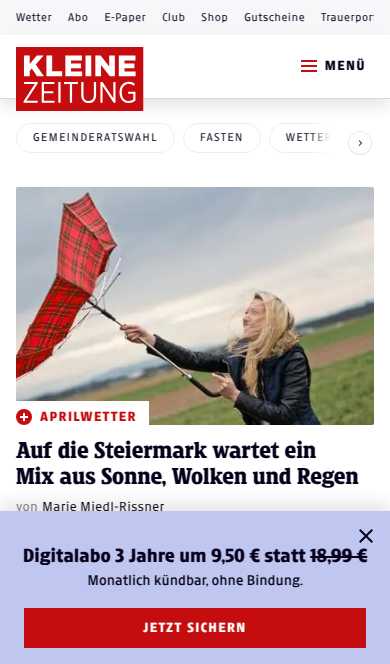 Wetter Abo E-Paper Club Shop Gutscheine
KLEINE
ZEITUNG
MENÜ
GEMEINDERATSWAHL FASTEN
APRILWETTER
Auf die Steiermark wartet ein
Mix aus Sonne, Wolken und Regen
von Marie Miedl-Rissner
Digitalabo 3 Jahre um 9,50 € statt 18,99 €
Monatlich kündbar, ohne Bindung.
JETZT SICHERN